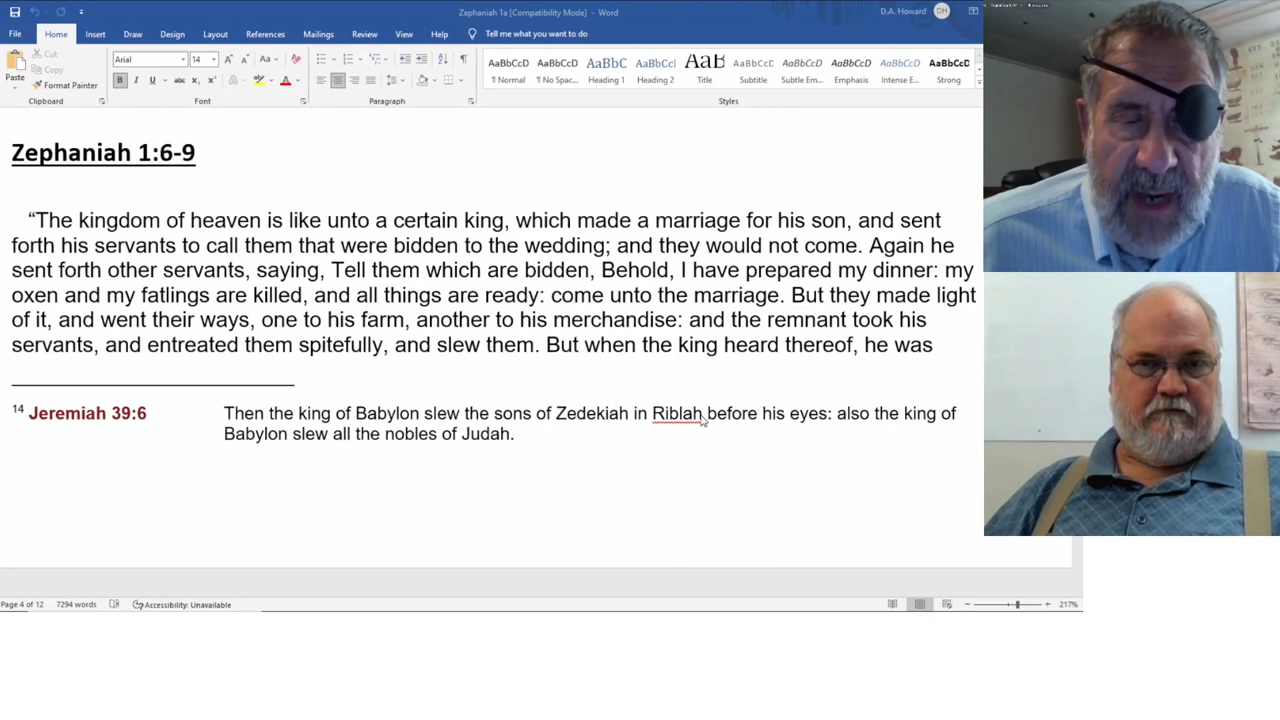 Zephaniah 1a [Compatibility Mode] - Word
D.A. Howard DH
File Home Insert Draw Design Layout References Mailings Review View Help Tell me what you want to do
Cut
Copy
Format Painter
Paste
Clipboard
Arial 14
Aa
B I U abc X₂ X²
Font
Paragraph
AaBbCcD AaBbCcD AaBbC AaBbCc AaB AaBbCcD AaBbCcD AaBbCcD AaBbCcD AaBbCcD
¶ Normal ¶ No Spac... Heading 1 Heading 2 Title Subtitle Subtle Em... Emphasis Intense E... Strong
Styles
Zephaniah 1:6-9
“The kingdom of heaven is like unto a certain king, which made a marriage for his son, and sent
forth his servants to call them that were bidden to the wedding; and they would not come. Again he
sent forth other servants, saying, Tell them which are bidden, Behold, I have prepared my dinner: my
oxen and my fatlings are killed, and all things are ready: come unto the marriage. But they made light
of it, and went their ways, one to his farm, another to his merchandise: and the remnant took his
servants, and entreated them spitefully, and slew them. But when the king heard thereof, he was
14 Jeremiah 39:6 Then the king of Babylon slew the sons of Zedekiah in Riblah before his eyes: also the king of
Babylon slew all the nobles of Judah.
Page 4 of 12 7294 words Accessibility: Unavailable 217%